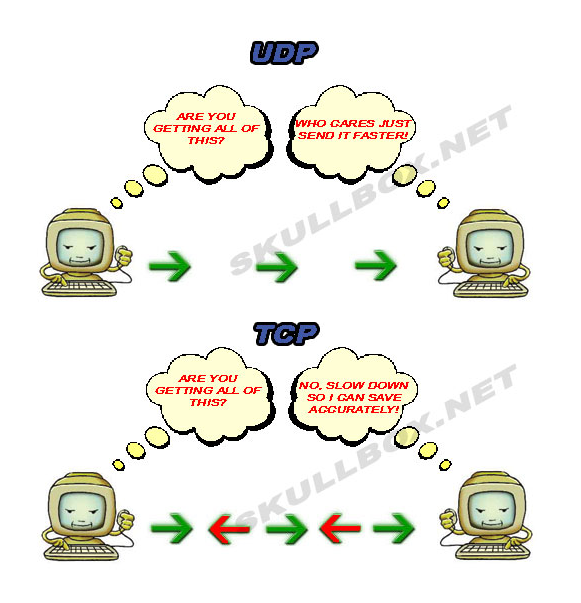 UDP
ARE YOU
GETTING ALL OF
THIS?
WHO CARES JUST
SEND IT FASTER!
SKULLBOX.NET
TCP
ARE YOU
GETTING ALL OF
THIS?
NO, SLOW DOWN
SO I CAN SAVE
ACCURATELY!
SKULLBOX.NET